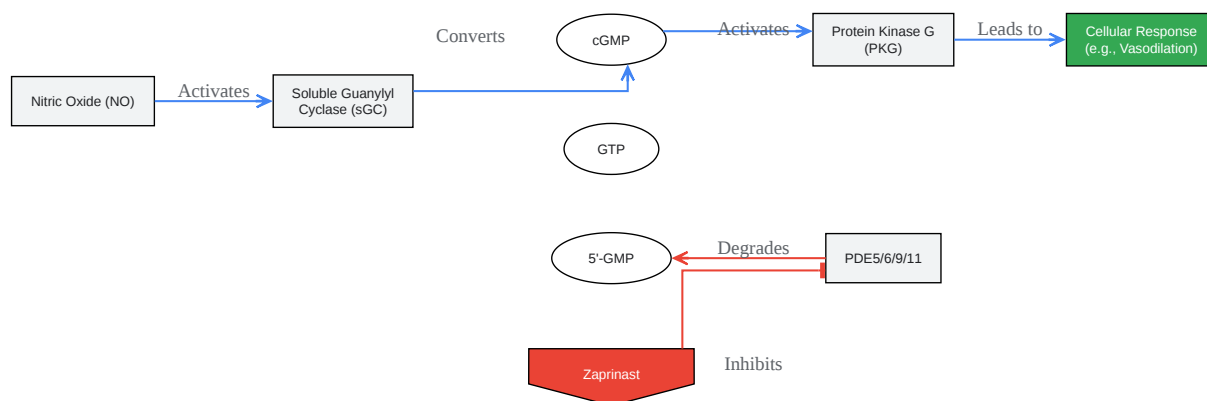 Converts
cGMP
Activates
Protein Kinase G
(PKG)
Leads to
Cellular Response
(e.g., Vasodilation)
Nitric Oxide (NO)
Activates
Soluble Guanylyl
Cyclase (sGC)
GTP
5'-GMP
Degrades
PDE5/6/9/11
Zaprinast
Inhibits